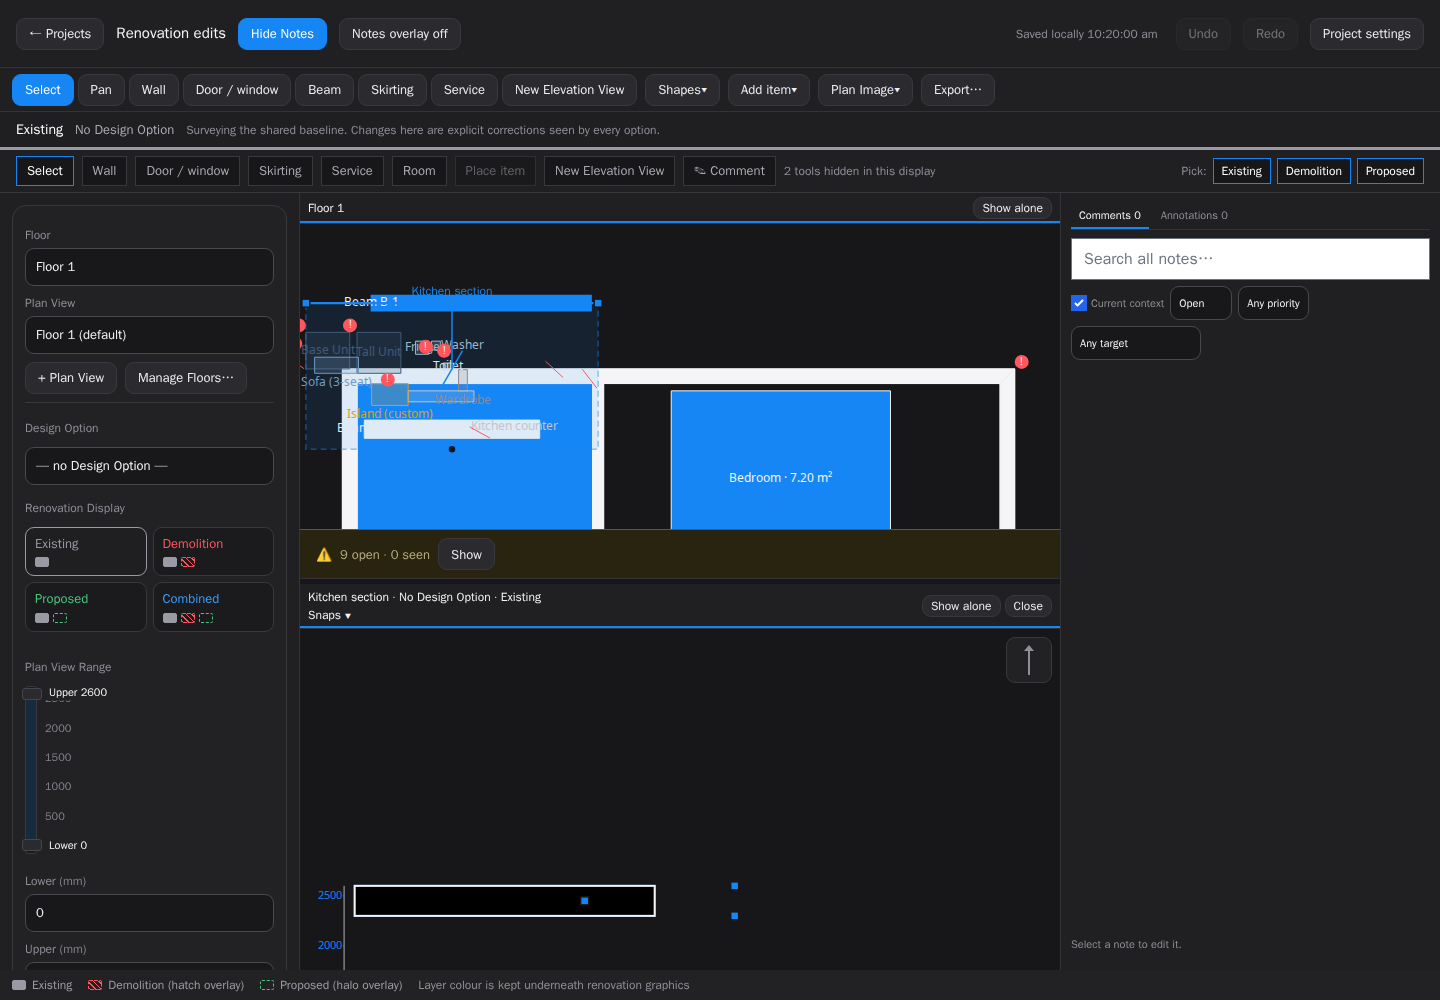 ← Projects
Renovation edits
Hide Notes
Notes overlay off
Saved locally 10:20:00 am
Undo
Redo
Project settings
Select
Pan
Wall
Door / window
Beam
Skirting
Service
New Elevation View
Shapes▾
Add item▾
Plan Image▾
Export⋯
Existing
No Design Option
Surveying the shared baseline. Changes here are explicit corrections seen by every option.
Select
Wall
Door / window
Skirting
Service
Room
Place item
New Elevation View
✎ Comment
2 tools hidden in this display
Pick:
Existing
Demolition
Proposed
Floor
Floor 1
Plan View
Floor 1 (default)
+ Plan View
Manage Floors⋯
Design Option
— no Design Option —
Renovation Display
Existing
Demolition
Proposed
Combined
Plan View Range
Upper 2600
2000
1500
1000
500
Lower 0
Lower (mm)
0
Upper (mm)
Floor 1
Show alone
Kitchen section
Beam B 1
Base Unit
Tall Unit
Fridge
Washer
Toilet
Sofa (3-seat)
Wardrobe
Island (custom)
Kitchen counter
Bedroom · 7.20 m²
⚠️ 9 open · 0 seen
Show
Kitchen section · No Design Option · Existing
Snaps ▾
Show alone
Close
2500
2000
Comments 0
Annotations 0
Search all notes⋯
Current context
Open
Any priority
Any target
Select a note to edit it.
Existing
Demolition (hatch overlay)
Proposed (halo overlay)
Layer colour is kept underneath renovation graphics